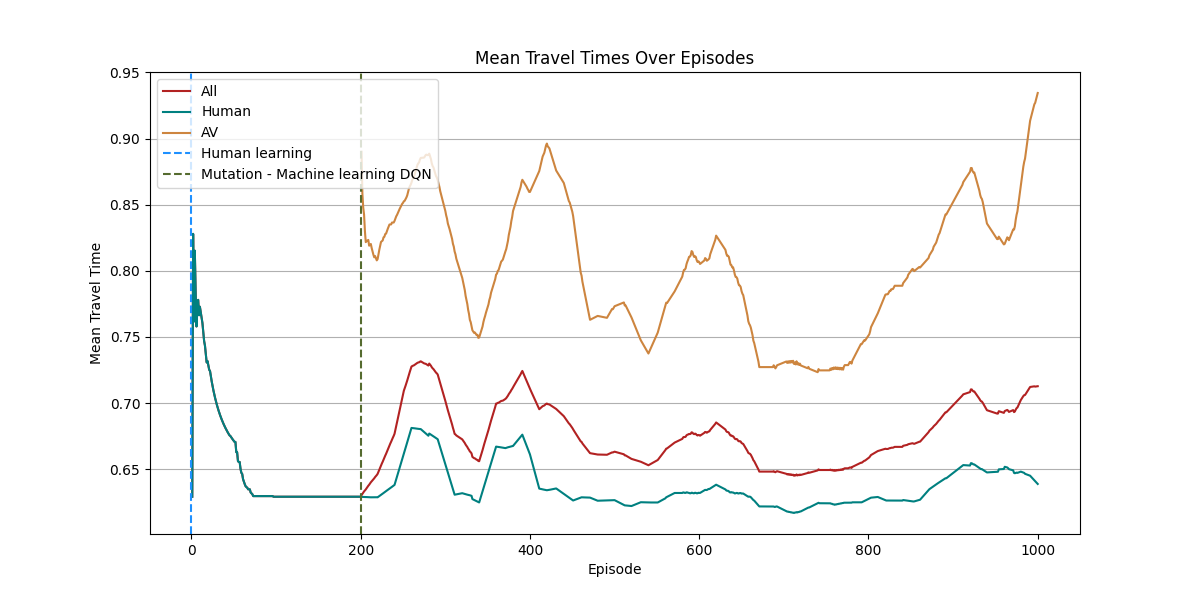 Mean Travel Times Over Episodes
0.95
0.90
0.85
0.80
0.75
0.70
0.65
Mean Travel Time
All
Human
AV
Human learning
Mutation - Machine learning DQN
0
200
400
600
800
1000
Episode